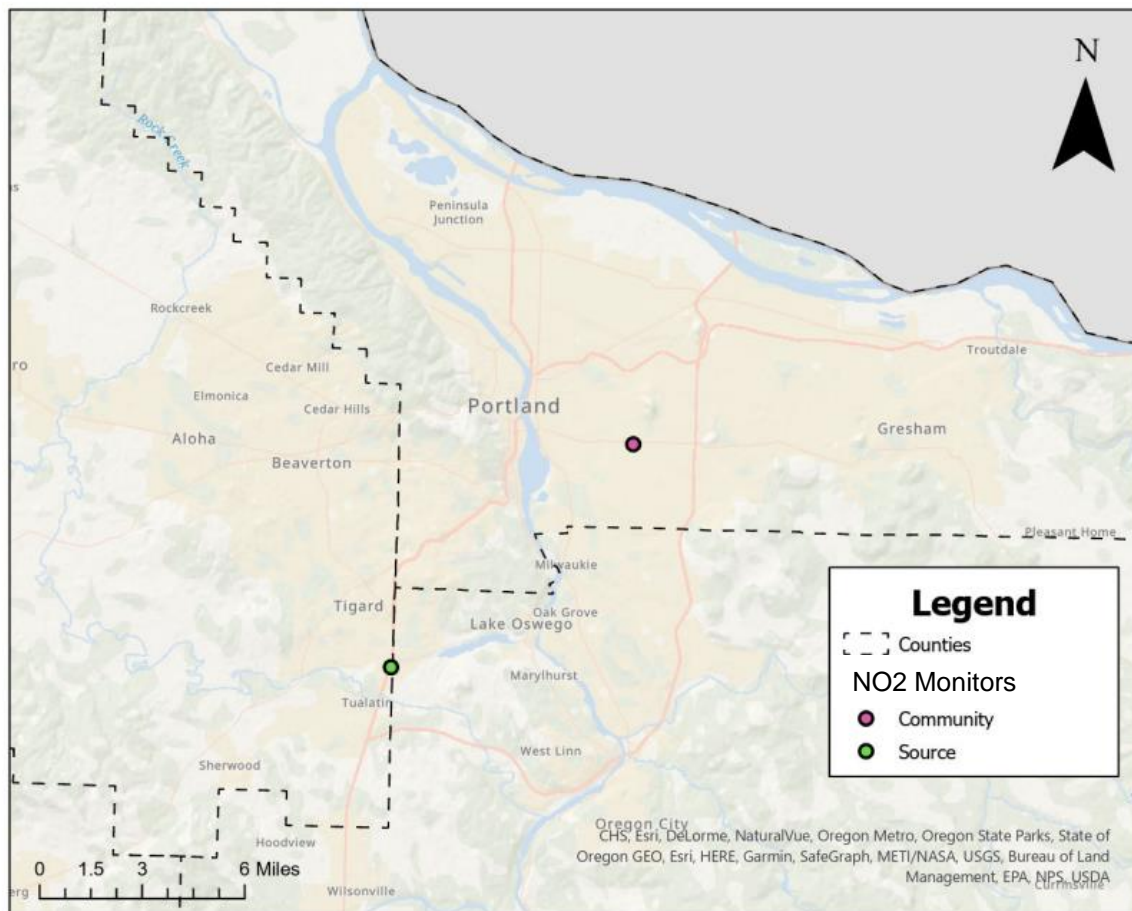 N
Rock Creek
Peninsula
Junction
Rockcreek
ro
Troutdale
Cedar Mill
Elmonica
Cedar Hills
Portland
Aloha
Gresham
Beaverton
Pleasant Home
Milwaukie
Tigard
Oak Grove
Lake Oswego
Marylhurst
Tualatin
West Linn
Sherwood
Oregon City
Hoodview
Wilsonville
erg
Legend
Counties
NO2 Monitors
Community
Source
0 1.5 3 6 Miles
CHS, Esri, DeLorme, NaturalVue, Oregon Metro, Oregon State Parks, State of
Oregon GEO, Esri, HERE, Garmin, SafeGraph, METI/NASA, USGS, Bureau of Land
Management, EPA, NPS, USDA